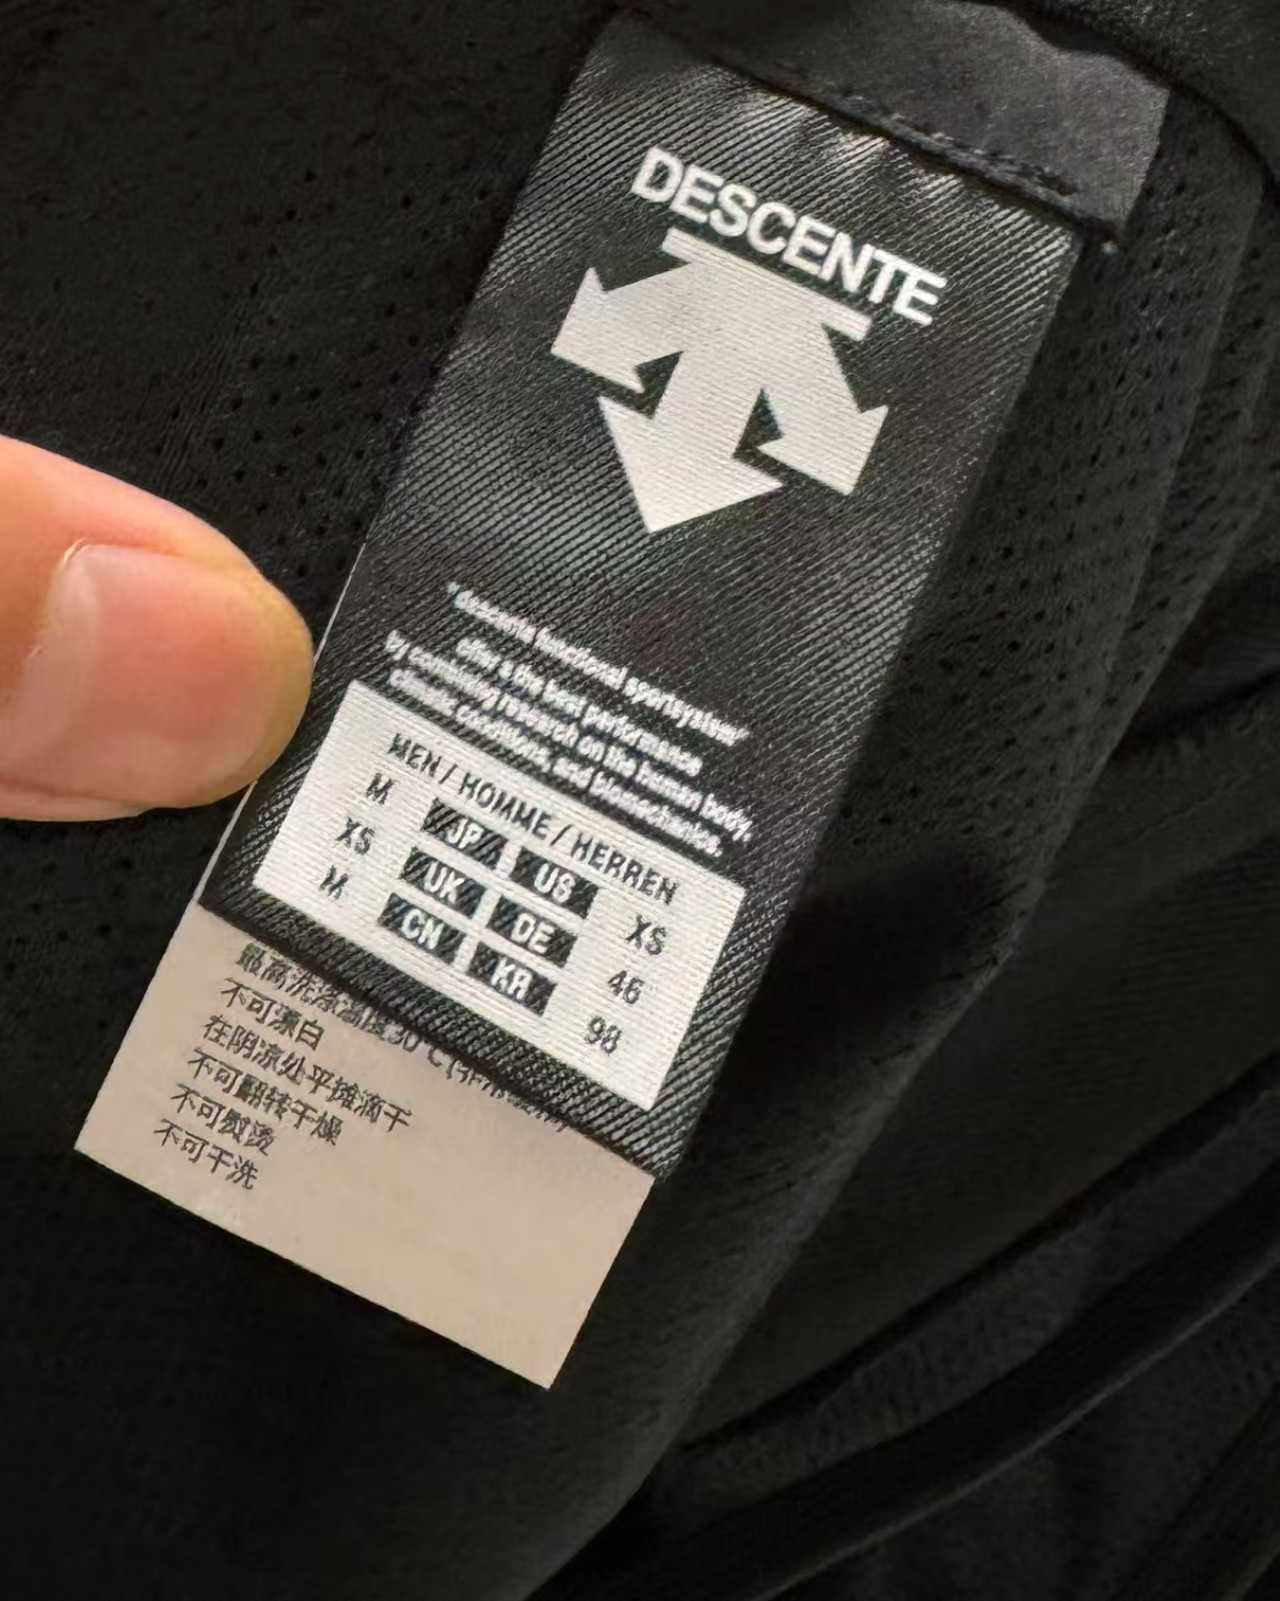 DESCENTE
"descente functional sportswear"
offer s the best performance
by continuing research on the human body,
climatic conditions, and biomechanics.
MEN / HOMME / HERREN
M JP US XS
XS UK DE 46
M CN KR 98
最高洗涤温度30℃
不可漂白
在阴凉处平摊滴干
不可翻转干燥
不可熨烫
不可干洗